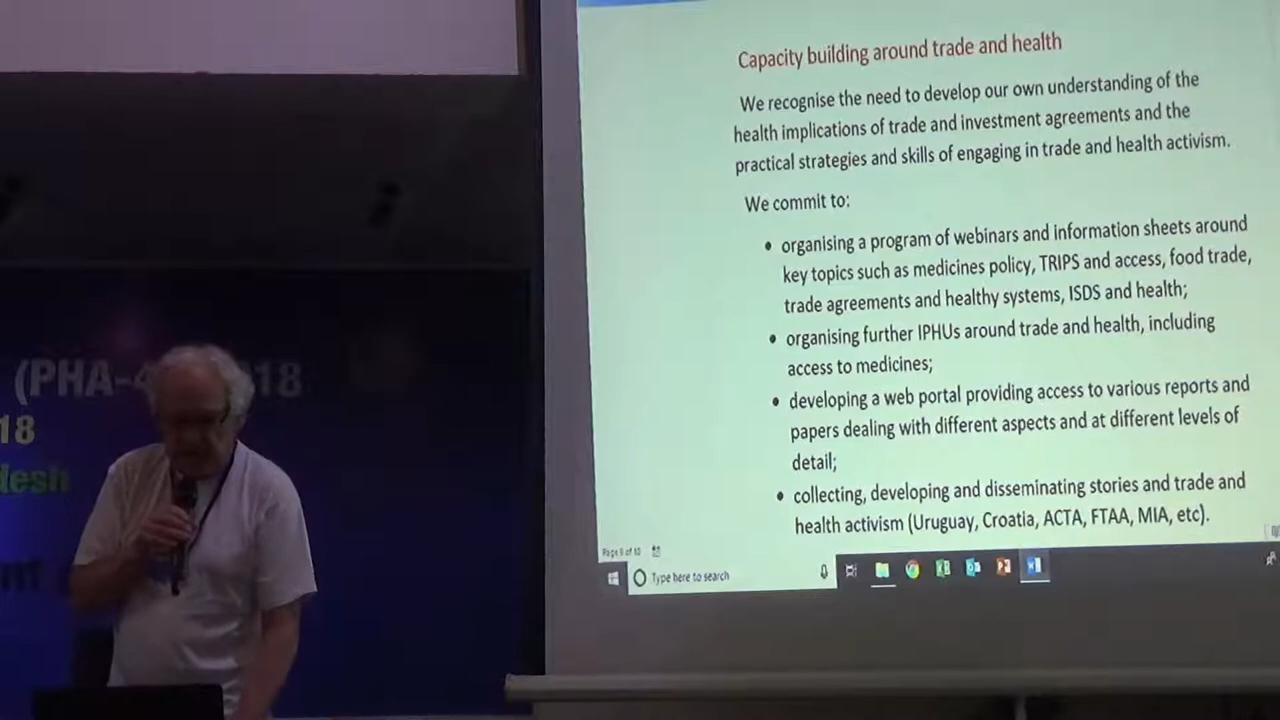 Capacity building around trade and health
We recognise the need to develop our own understanding of the
health implications of trade and investment agreements and the
practical strategies and skills of engaging in trade and health activism.
We commit to:
• organising a program of webinars and information sheets around
key topics such as medicines policy, TRIPS and access, food trade,
trade agreements and healthy systems, ISDS and health;
• organising further IPHUs around trade and health, including
access to medicines;
• developing a web portal providing access to various reports and
papers dealing with different aspects and at different levels of
detail;
• collecting, developing and disseminating stories and trade and
health activism (Uruguay, Croatia, ACTA, FTAA, MIA, etc).
Page 9 of 10
Type here to search
(PHA-4 18
18
desh